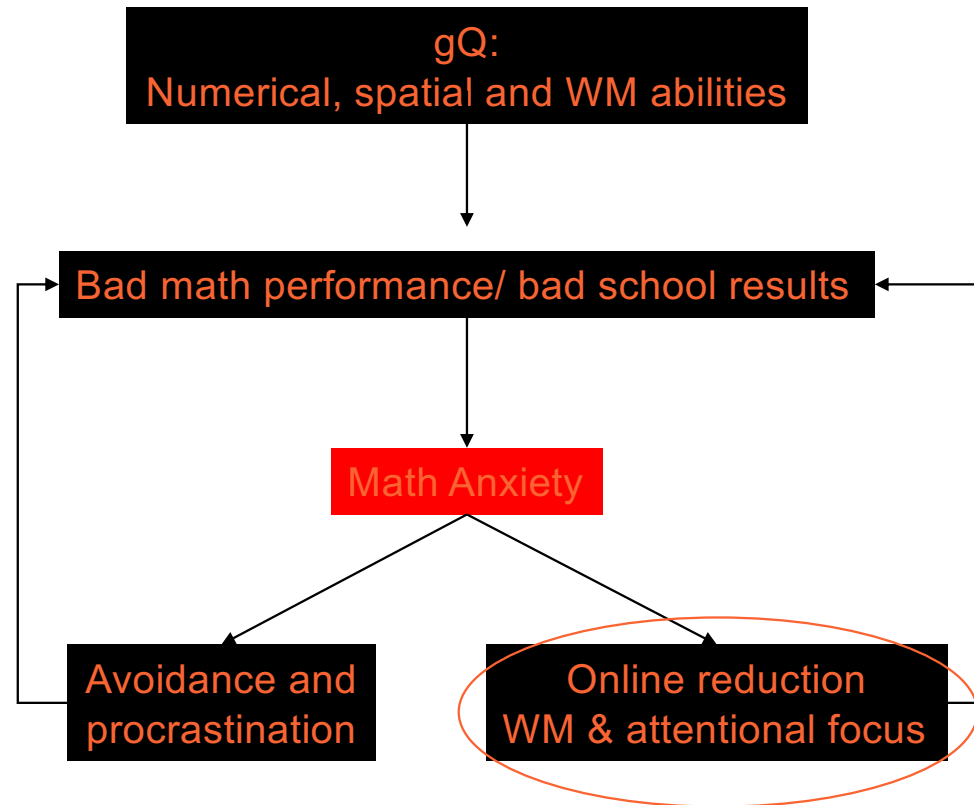 gQ:
Numerical, spatial and WM abilities
Bad math performance/ bad school results
Math Anxiety
Avoidance and
procrastination
Online reduction
WM & attentional focus